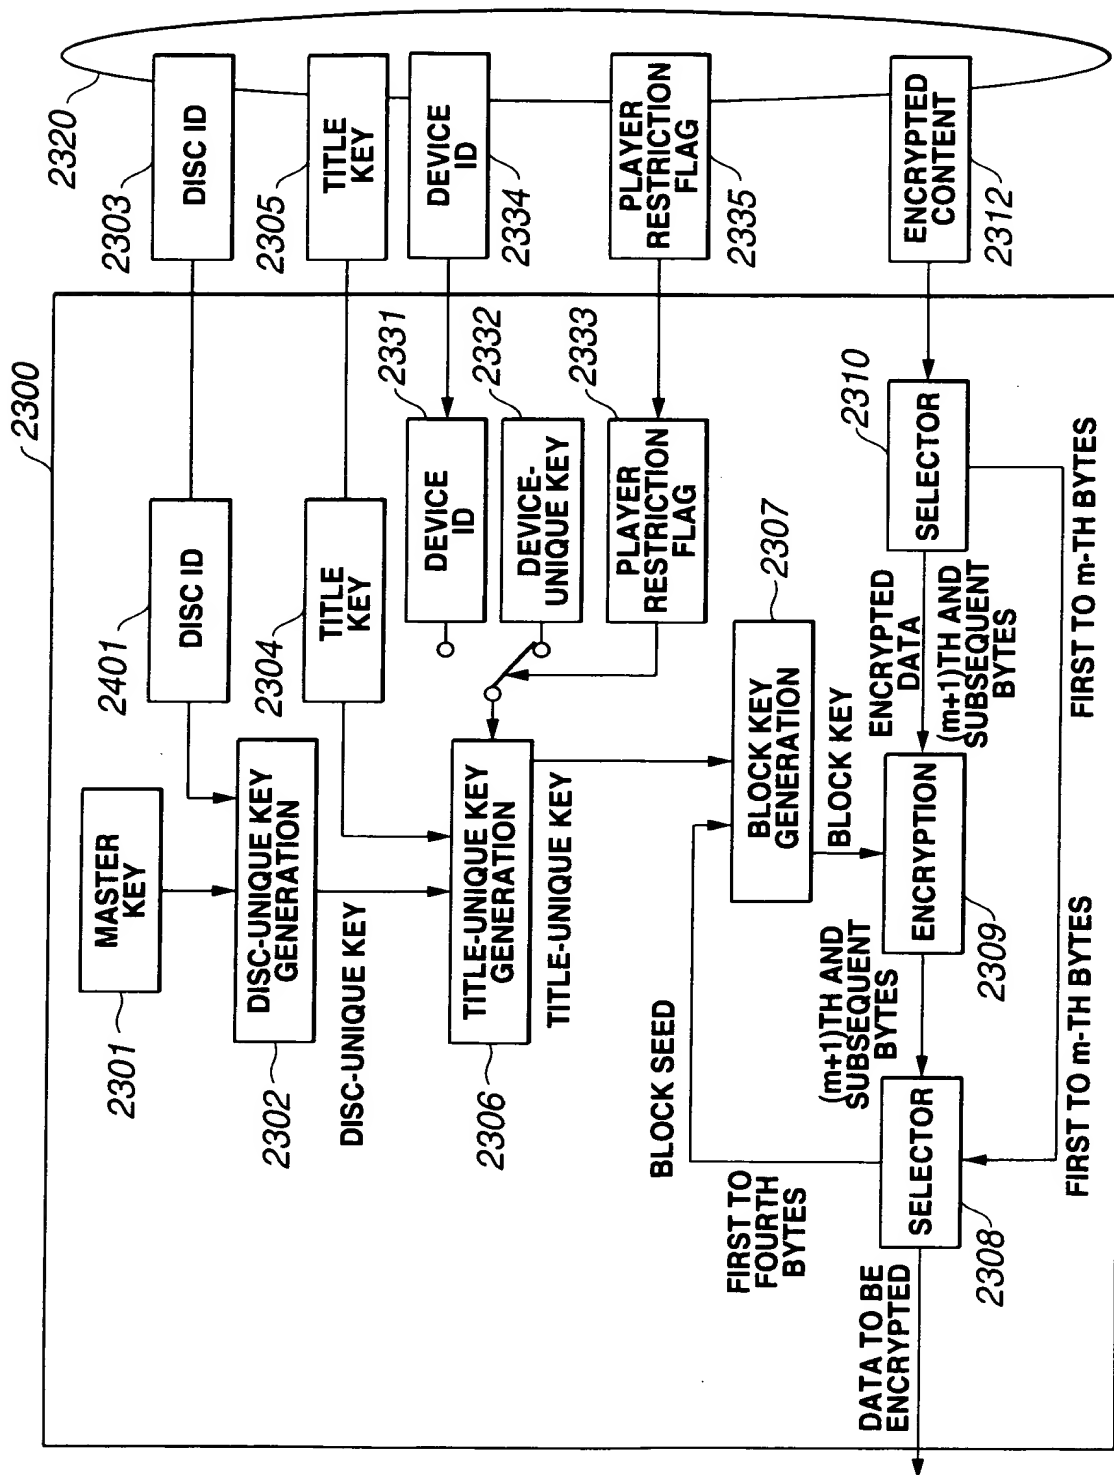 2300
2320
MASTER
KEY
2301
2401
DISC ID
2303
DISC ID
DISC-UNIQUE KEY
GENERATION
2302
DISC-UNIQUE KEY
2304
TITLE
KEY
2305
TITLE
KEY
TITLE-UNIQUE KEY
GENERATION
2306
TITLE-UNIQUE KEY
DEVICE
ID
2331
DEVICE
ID
2334
DEVICE-
UNIQUE KEY
2332
PLAYER
RESTRICTION
FLAG
2333
PLAYER
RESTRICTION
FLAG
2335
BLOCK SEED
BLOCK KEY
GENERATION
2307
BLOCK KEY
FIRST TO
FOURTH
BYTES
DATA TO BE
ENCRYPTED
SELECTOR
2308
(m+1)TH AND
SUBSEQUENT
BYTES
ENCRYPTION
2309
ENCRYPTED
DATA
(m+1)TH AND
SUBSEQUENT
BYTES
SELECTOR
2310
ENCRYPTED
CONTENT
2312
FIRST TO m-TH BYTES
FIRST TO m-TH BYTES